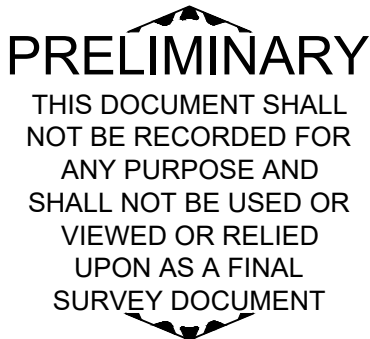 PRELIMINARY
THIS DOCUMENT SHALL
NOT BE RECORDED FOR
ANY PURPOSE AND
SHALL NOT BE USED OR
VIEWED OR RELIED
UPON AS A FINAL
SURVEY DOCUMENT